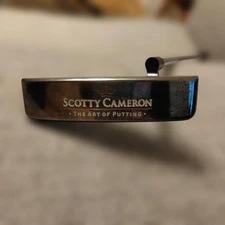 SCOTTY CAMERON
· THE ART OF PUTTING ·